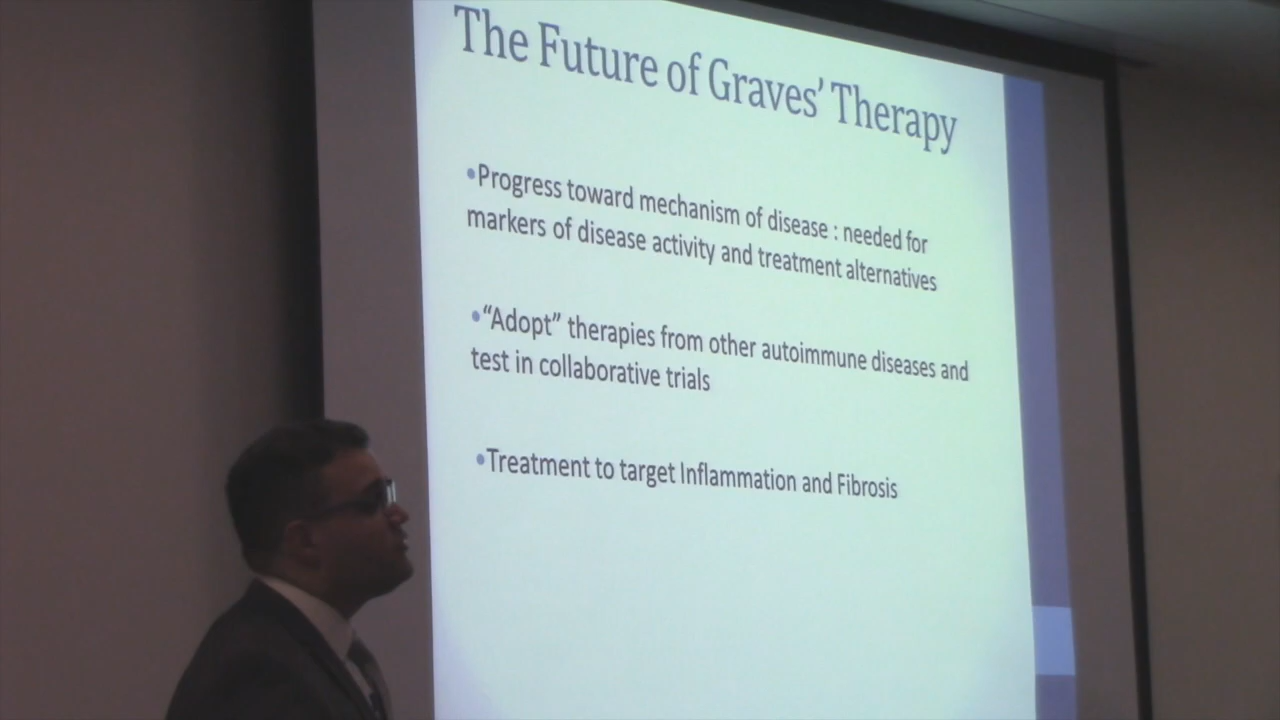 The Future of Graves’ Therapy
•Progress toward mechanism of disease : needed for
markers of disease activity and treatment alternatives
•“Adopt” therapies from other autoimmune diseases and
test in collaborative trials
•Treatment to target Inflammation and Fibrosis